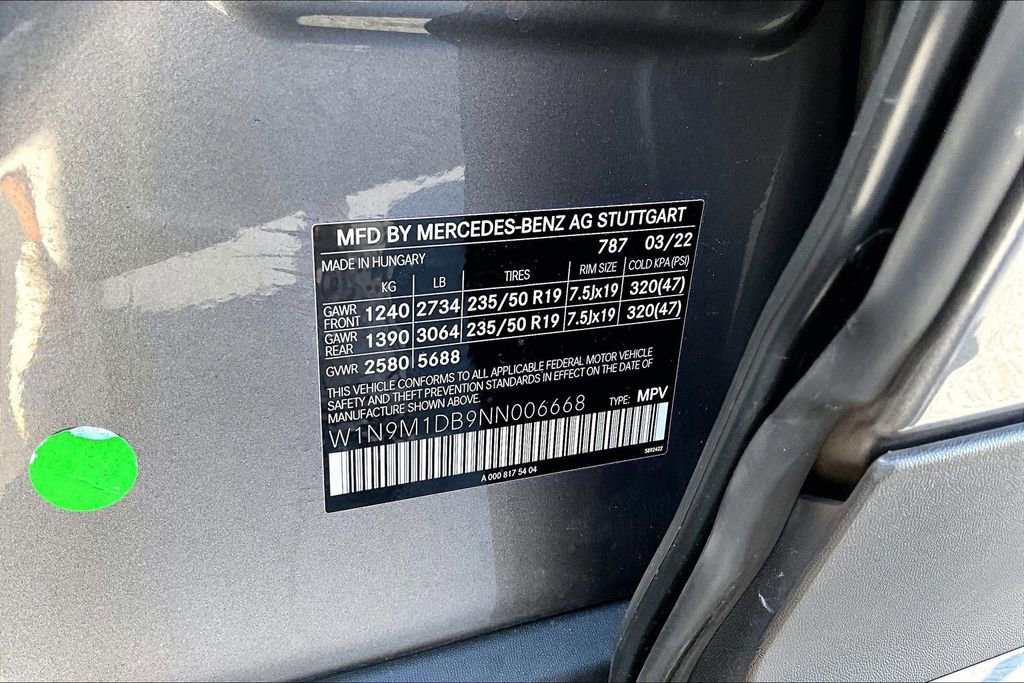 MFD BY MERCEDES-BENZ AG STUTTGART
787 03/22
MADE IN HUNGARY
KG LB TIRES RIM SIZE COLD KPA (PSI)
GAWR FRONT 1240 2734 235/50 R19 7.5Jx19 320(47)
GAWR REAR 1390 3064 235/50 R19 7.5Jx19 320(47)
GVWR 2580 5688
THIS VEHICLE CONFORMS TO ALL APPLICABLE FEDERAL MOTOR VEHICLE
SAFETY AND THEFT PREVENTION STANDARDS IN EFFECT ON THE DATE OF
MANUFACTURE SHOWN ABOVE.
TYPE: MPV
W1N9M1DB9NN006668
5892422
A 000 817 54 04